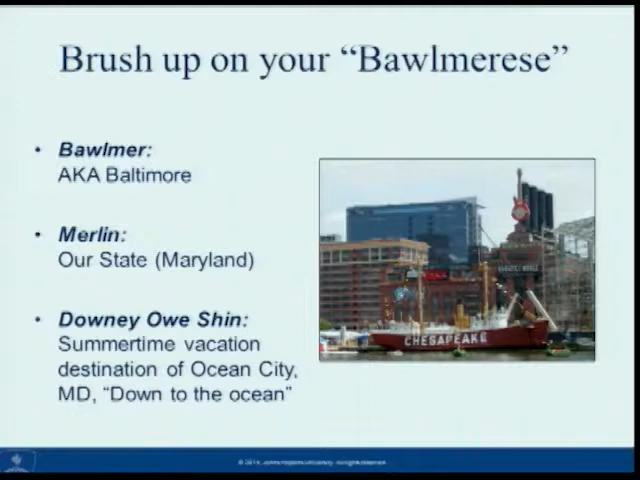 Brush up on your “Bawlmerese”
• Bawlmer:
AKA Baltimore
• Merlin:
Our State (Maryland)
• Downey Owe Shin:
Summertime vacation
destination of Ocean City,
MD, “Down to the ocean”
CHESAPEAKE